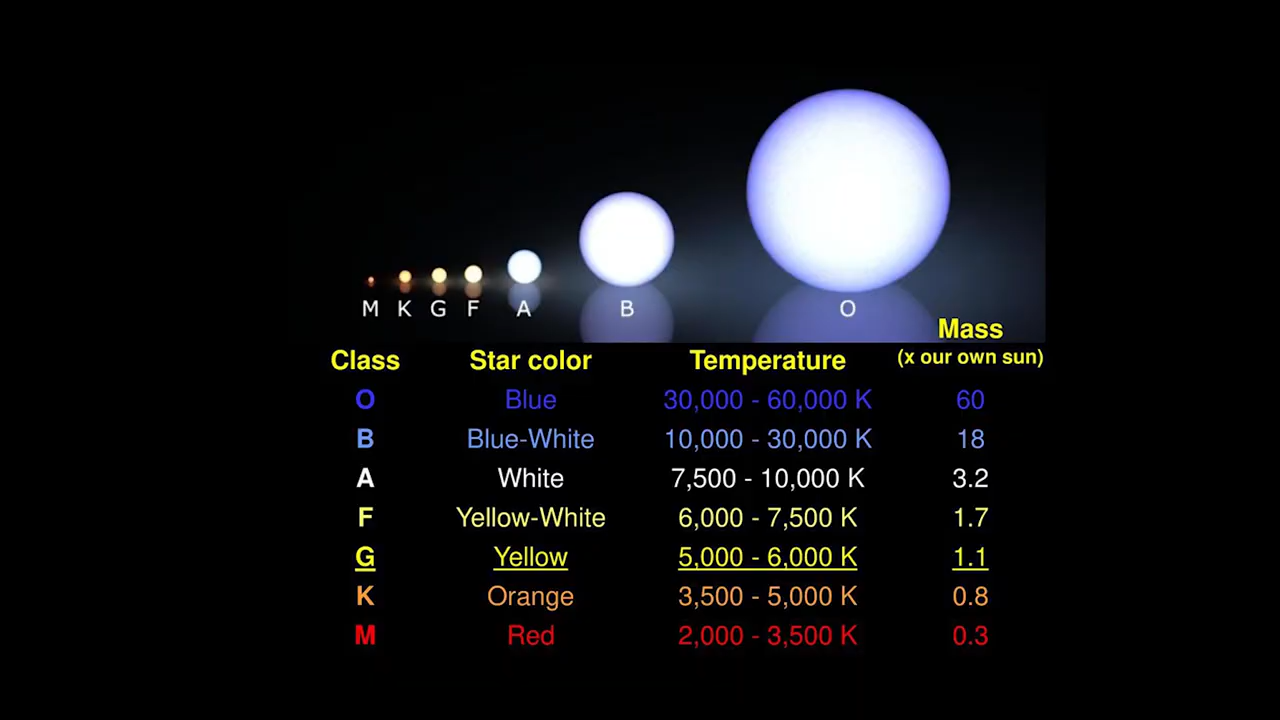 M K G F A B O
Mass
Class Star color Temperature (x our own sun)
O Blue 30,000 - 60,000 K 60
B Blue-White 10,000 - 30,000 K 18
A White 7,500 - 10,000 K 3.2
F Yellow-White 6,000 - 7,500 K 1.7
G Yellow 5,000 - 6,000 K 1.1
K Orange 3,500 - 5,000 K 0.8
M Red 2,000 - 3,500 K 0.3